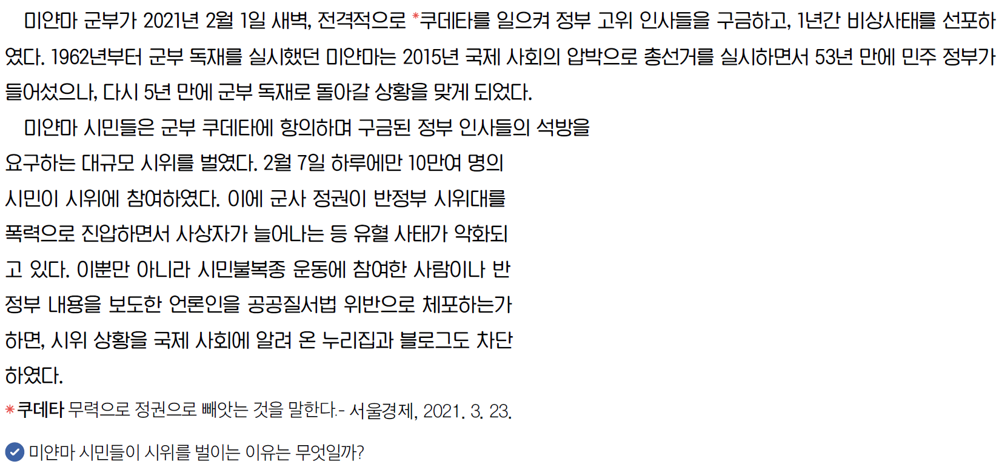 미얀마 군부가 2021년 2월 1일 새벽, 전격적으로 *쿠데타를 일으켜 정부 고위 인사들을 구금하고, 1년간 비상사태를 선포하
였다. 1962년부터 군부 독재를 실시했던 미얀마는 2015년 국제 사회의 압박으로 총선거를 실시하면서 53년 만에 민주 정부가
들어섰으나, 다시 5년 만에 군부 독재로 돌아갈 상황을 맞게 되었다.
미얀마 시민들은 군부 쿠데타에 항의하며 구금된 정부 인사들의 석방을
요구하는 대규모 시위를 벌였다. 2월 7일 하루에만 10만여 명의
시민이 시위에 참여하였다. 이에 군사 정권이 반정부 시위대를
폭력으로 진압하면서 사상자가 늘어나는 등 유혈 사태가 악화되
고 있다. 이뿐만 아니라 시민불복종 운동에 참여한 사람이나 반
정부 내용을 보도한 언론인을 공공질서법 위반으로 체포하는가
하면, 시위 상황을 국제 사회에 알려 온 누리집과 블로그도 차단
하였다.
*쿠데타 무력으로 정권으로 빼앗는 것을 말한다.- 서울경제, 2021. 3. 23.
미얀마 시민들이 시위를 벌이는 이유는 무엇일까?